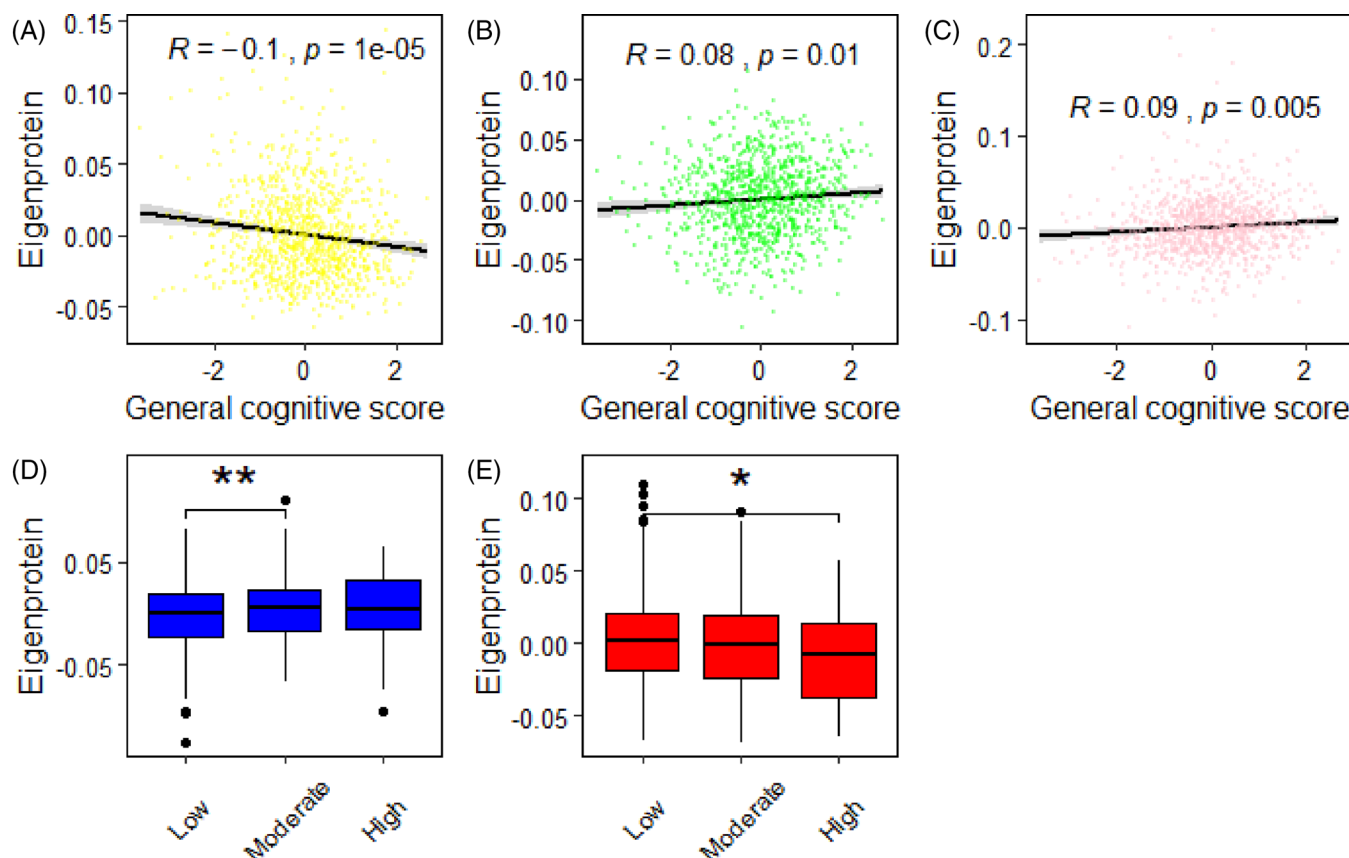 (A)
R = −0.1 , p = 1e-05
Eigenprotein
0.15
0.10
0.05
0.00
-0.05
-2 0 2
General cognitive score
(B)
R = 0.08 , p = 0.01
Eigenprotein
0.10
0.05
0.00
-0.05
-0.10
-2 0 2
General cognitive score
(C)
R = 0.09 , p = 0.005
Eigenprotein
0.2
0.1
0.0
-0.1
-2 0 2
General cognitive score
(D)
**
Eigenprotein
0.05
-0.05
Low Moderate High
(E)
*
Eigenprotein
0.10
0.05
0.00
-0.05
Low Moderate High